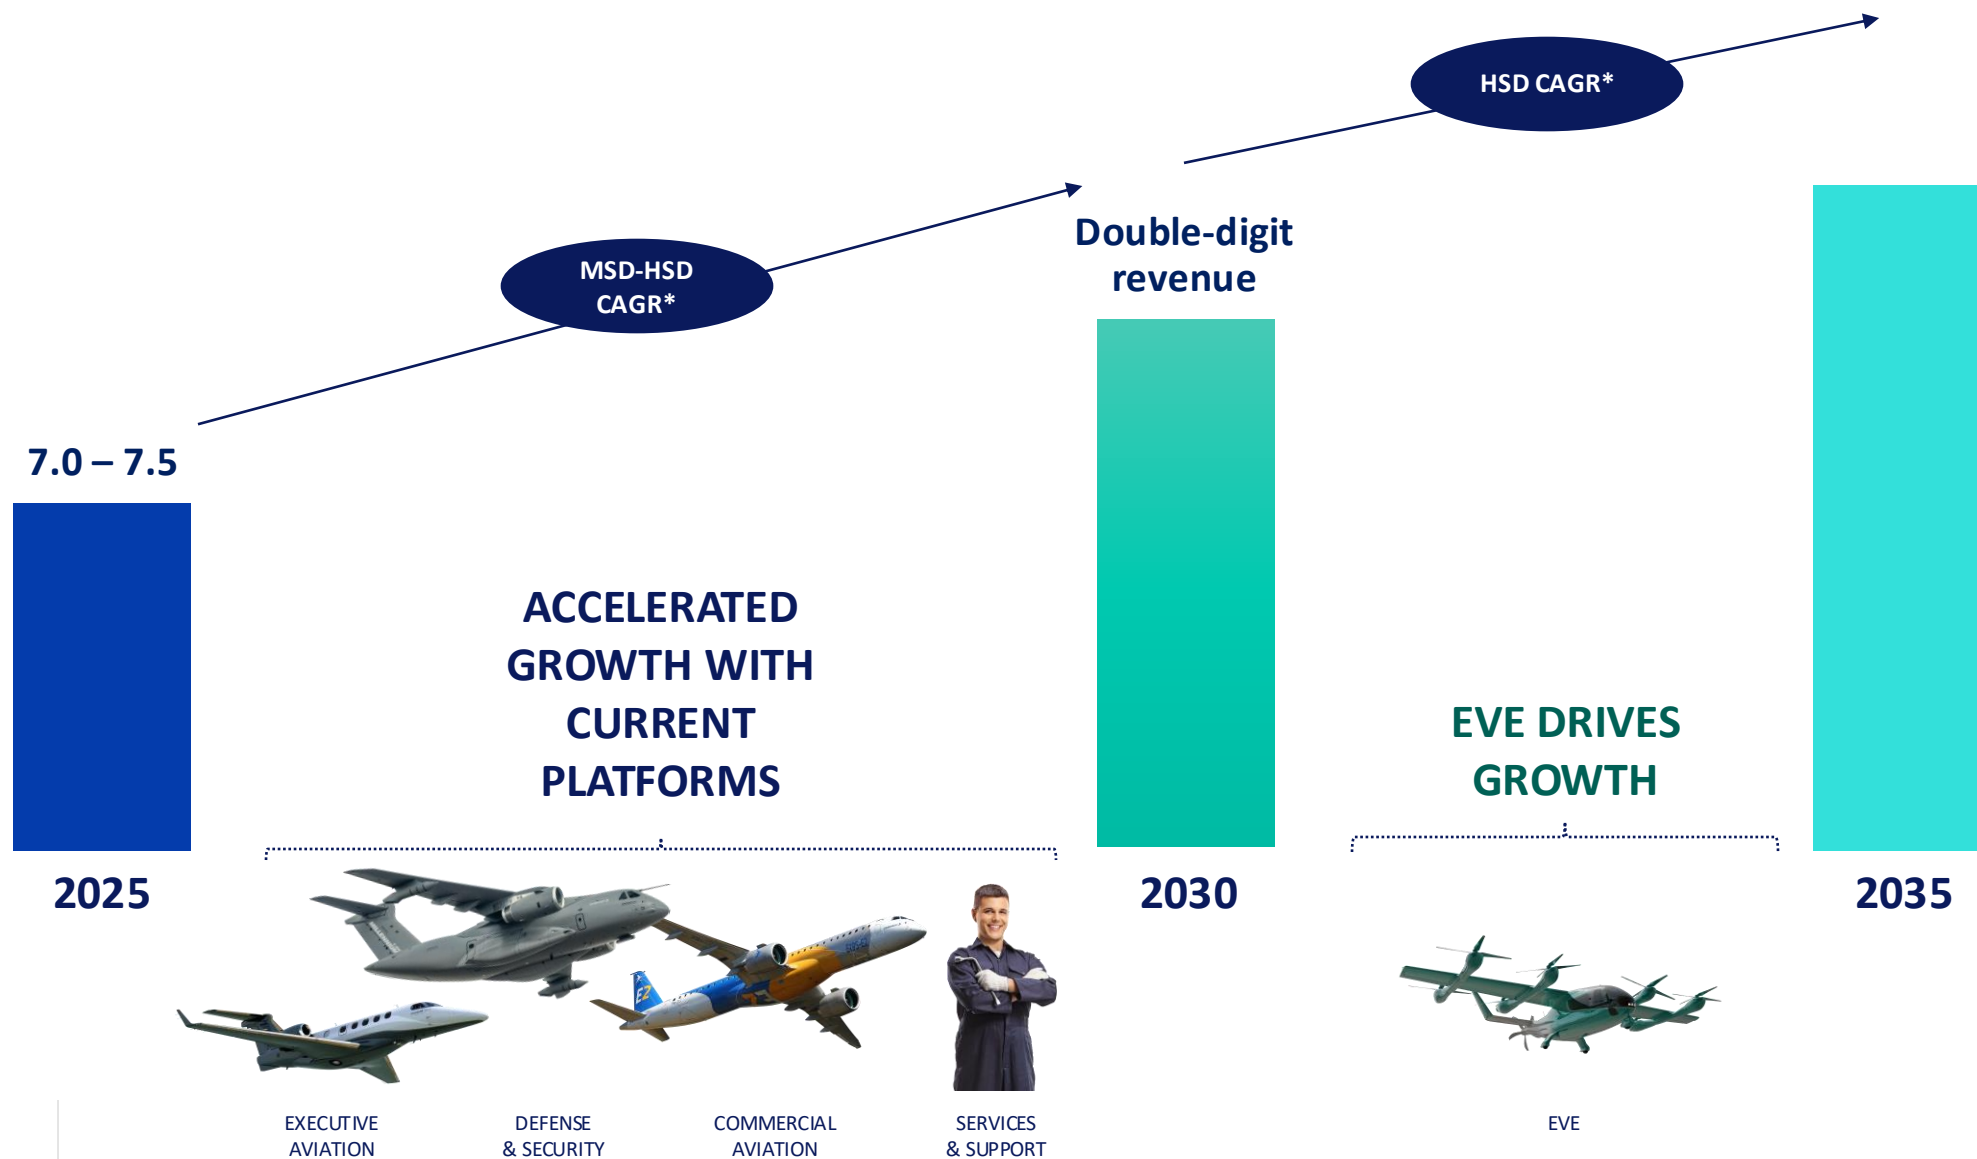 HSD CAGR*
MSD-HSD
CAGR*
Double-digit
revenue
7.0 – 7.5
ACCELERATED
GROWTH WITH
CURRENT
PLATFORMS
EVE DRIVES
GROWTH
2025
2030
2035
EZ
EXECUTIVE
AVIATION
DEFENSE
& SECURITY
COMMERCIAL
AVIATION
SERVICES
& SUPPORT
EVE